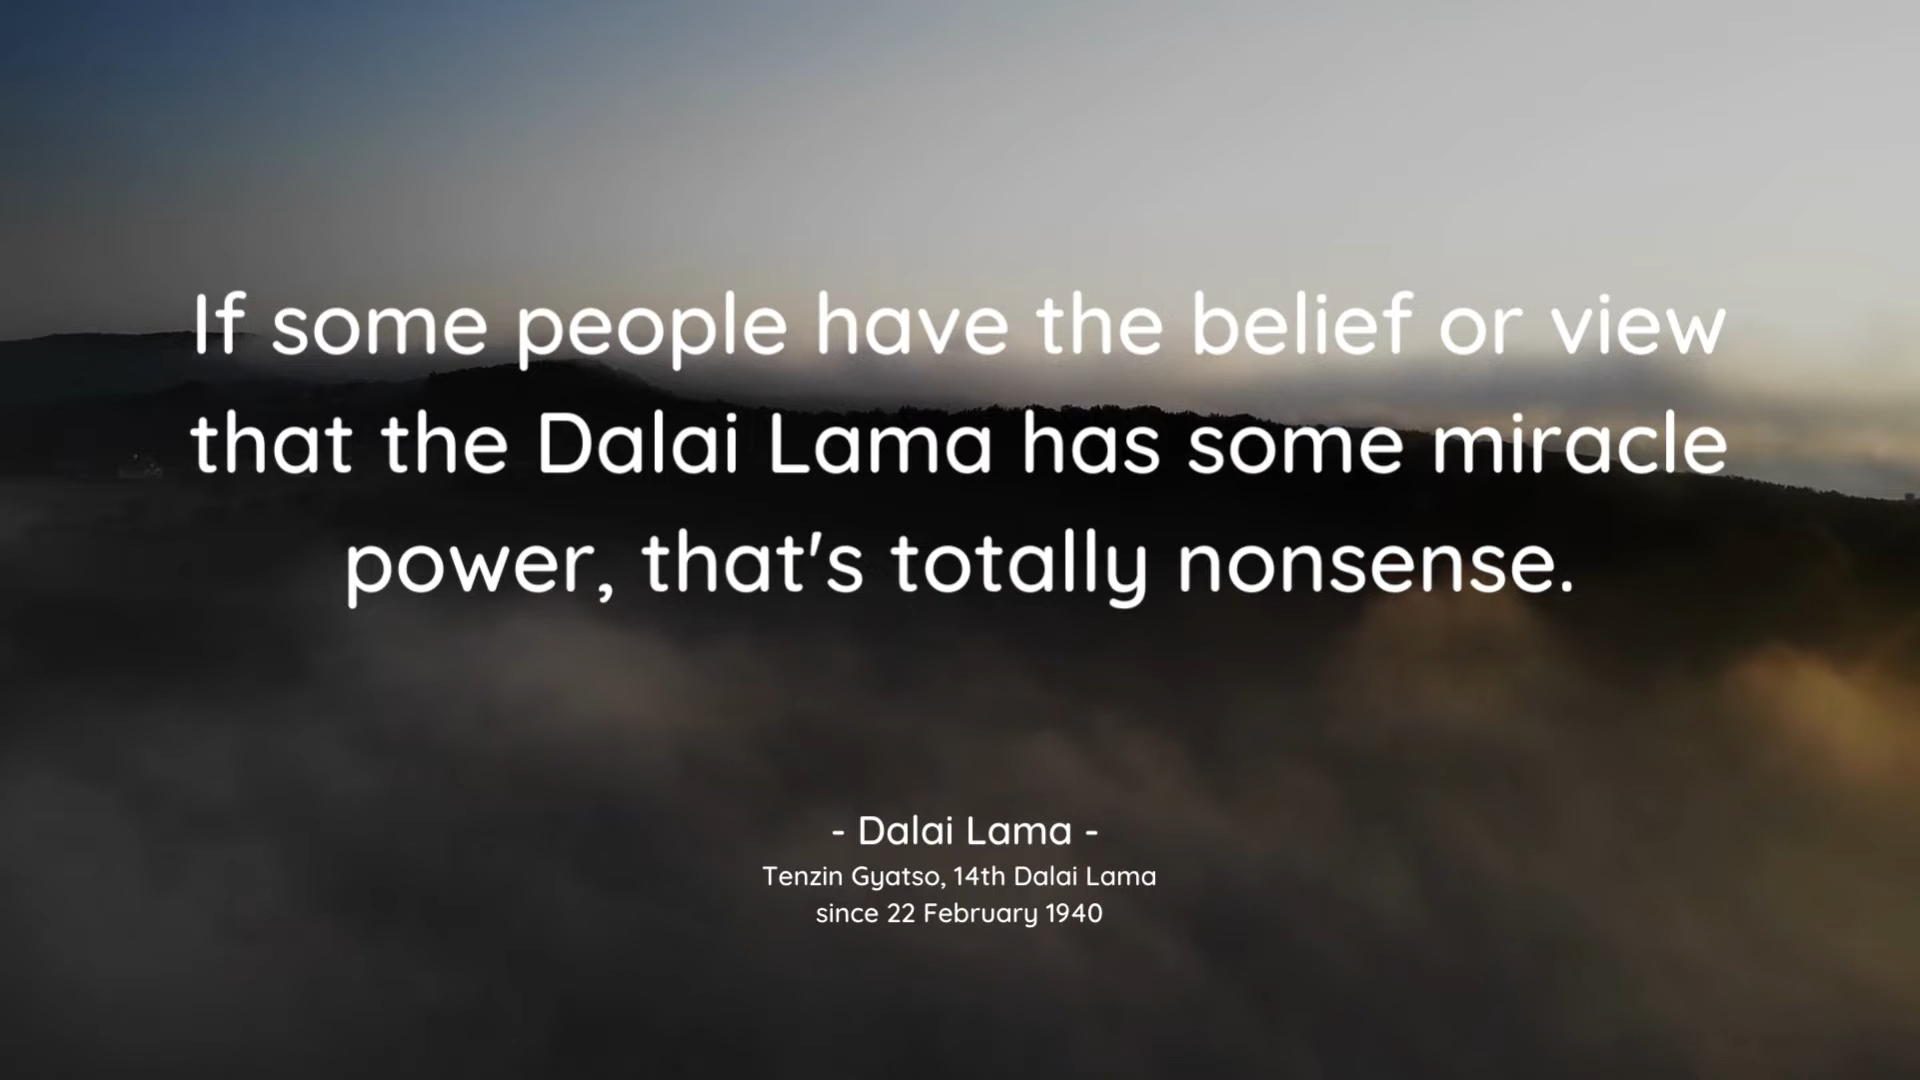 If some people have the belief or view
that the Dalai Lama has some miracle
power, that's totally nonsense.
- Dalai Lama -
Tenzin Gyatso, 14th Dalai Lama
since 22 February 1940